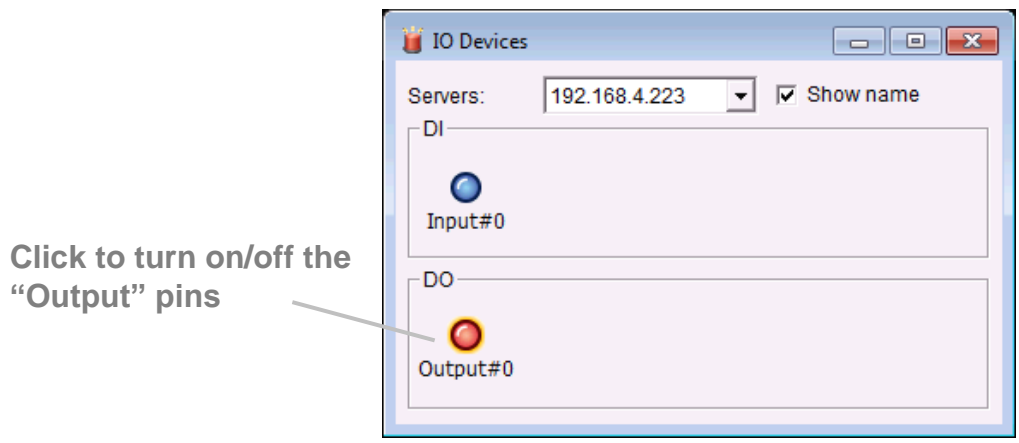 IO Devices
Servers:
192.168.4.223
Show name
DI
Input#0
Click to turn on/off the
“Output” pins
DO
Output#0